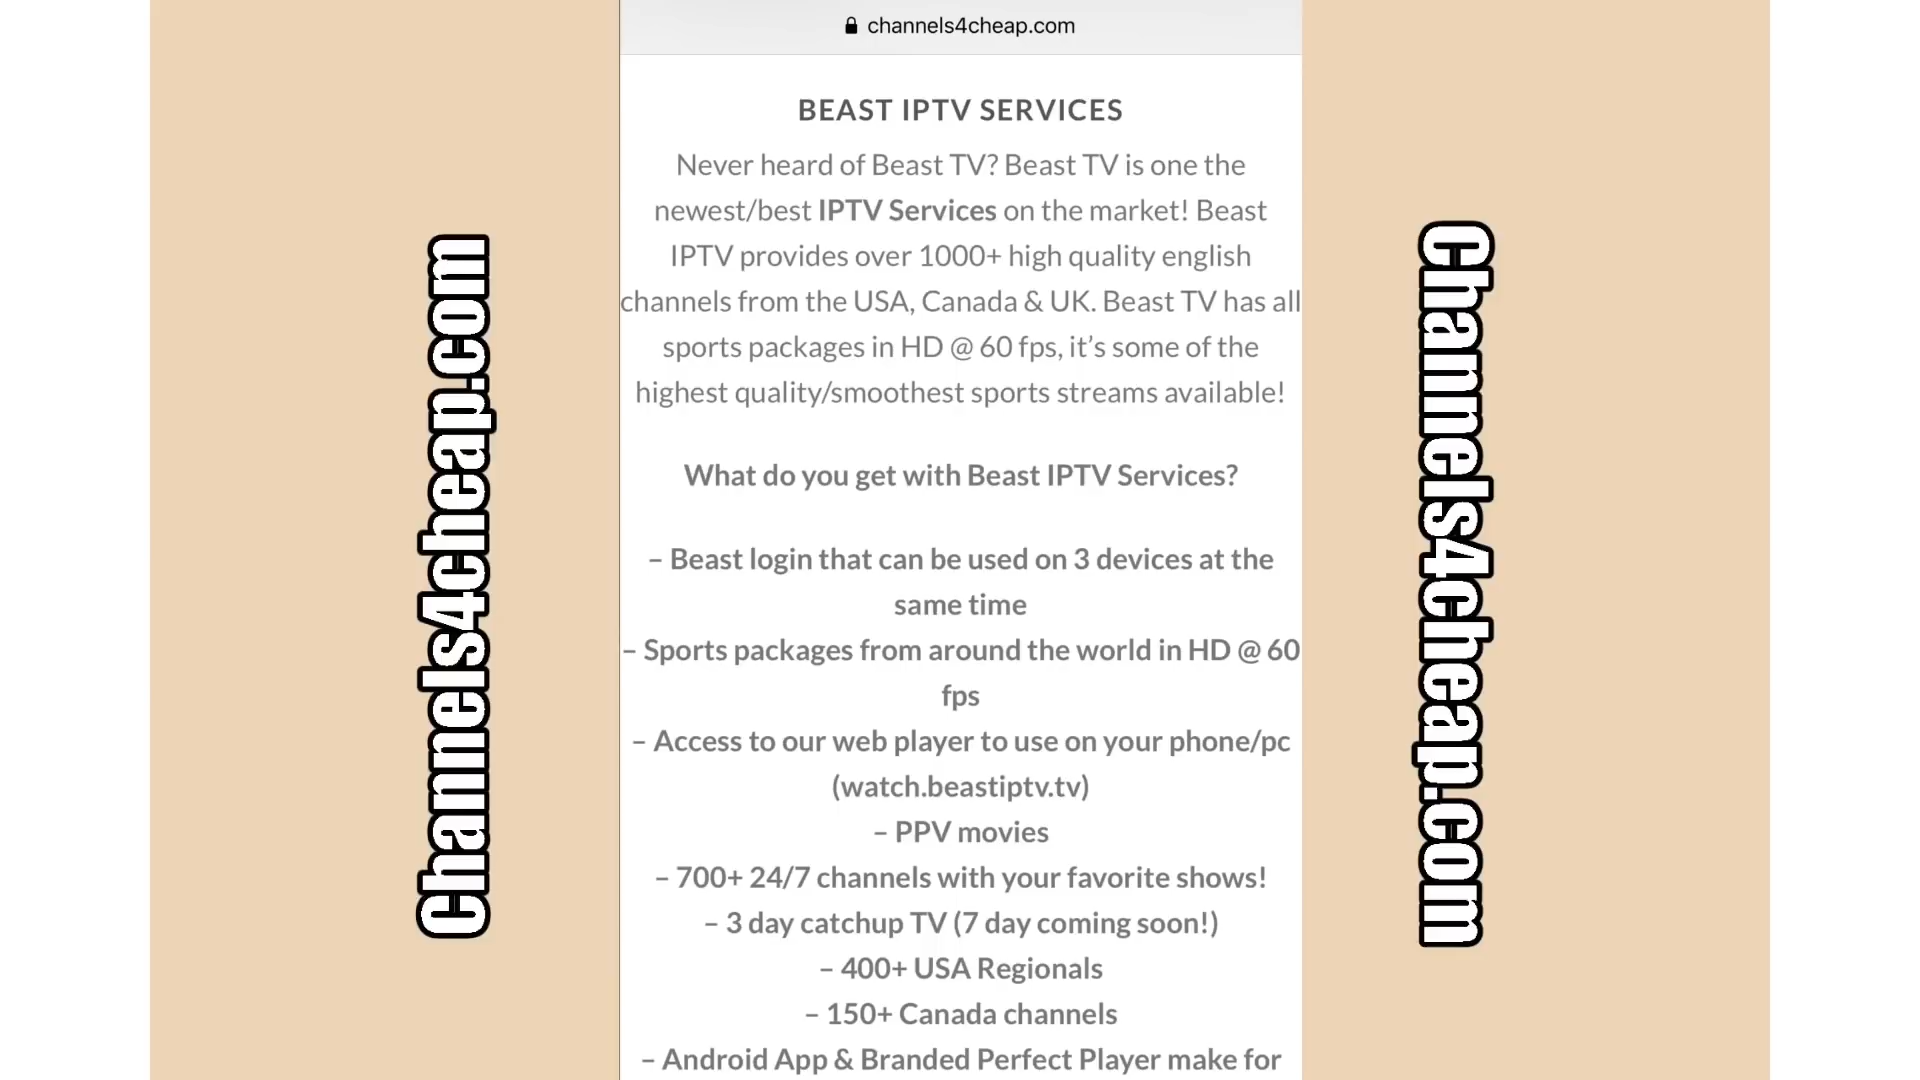 channels4cheap.com
BEAST IPTV SERVICES
Never heard of Beast TV? Beast TV is one the
newest/best IPTV Services on the market! Beast
IPTV provides over 1000+ high quality english
channels from the USA, Canada & UK. Beast TV has all
sports packages in HD @ 60 fps, it’s some of the
highest quality/smoothest sports streams available!
What do you get with Beast IPTV Services?
– Beast login that can be used on 3 devices at the
same time
– Sports packages from around the world in HD @ 60
fps
– Access to our web player to use on your phone/pc
(watch.beastiptv.tv)
– PPV movies
– 700+ 24/7 channels with your favorite shows!
– 3 day catchup TV (7 day coming soon!)
– 400+ USA Regionals
– 150+ Canada channels
– Android App & Branded Perfect Player make for
Channels4cheap.com
Channels4cheap.com